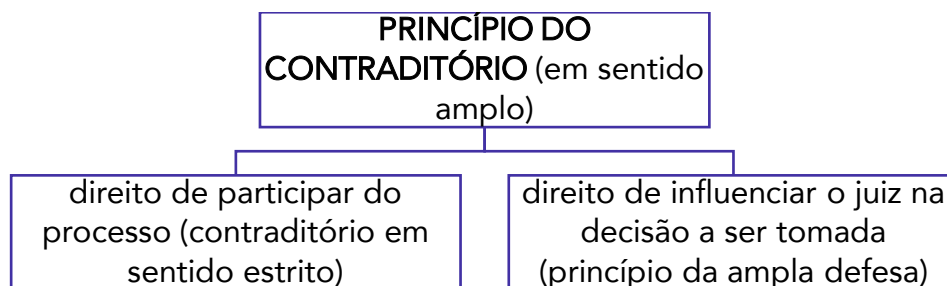 PRINCÍPIO DO
CONTRADITÓRIO (em sentido
amplo)
direito de participar do
processo (contraditório em
sentido estrito)
direito de influenciar o juiz na
decisão a ser tomada
(princípio da ampla defesa)